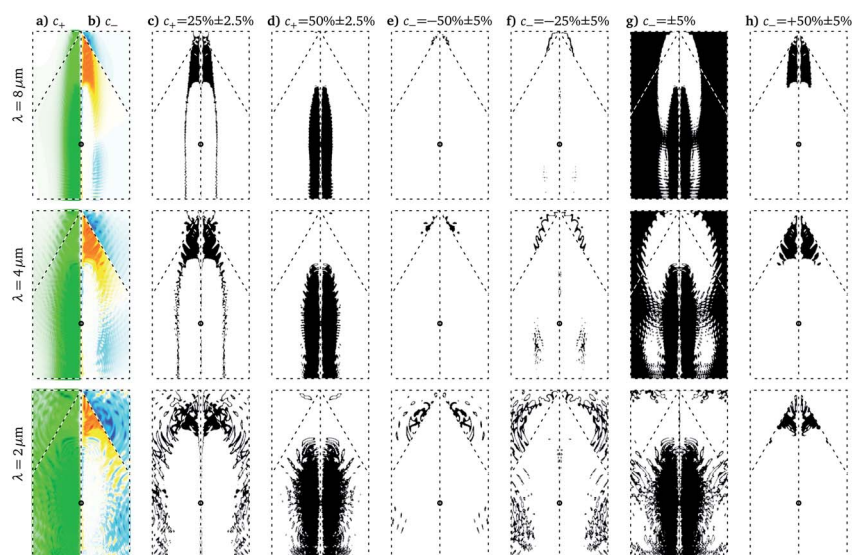 a) c₊ b) c₋ c) c₊=25%±2.5% d) c₊=50%±2.5% e) c₋=−50%±5% f) c₋=−25%±5% g) c₋=±5% h) c₋=+50%±5%
λ = 8 μm
λ = 4 μm
λ = 2 μm